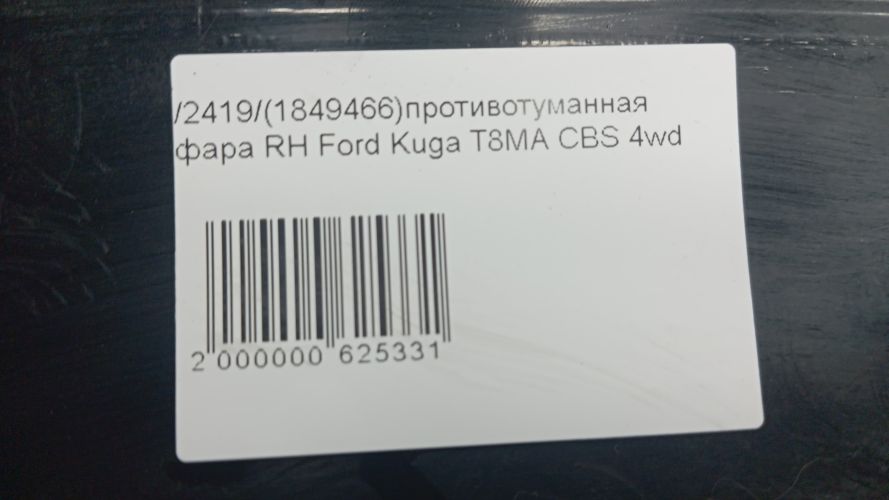 /2419/(1849466)противотуманная
фара RH Ford Kuga T8MA CBS 4wd
2 000000 625331